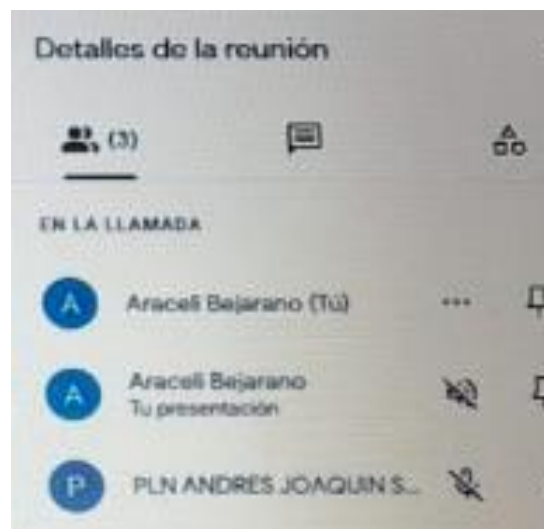 Detalles de la reunión
(3)
EN LA LLAMADA
A
Araceli Bejarano (Tú)
A
Araceli Bejarano
Tu presentación
P
PLN ANDRES JOAQUIN S...